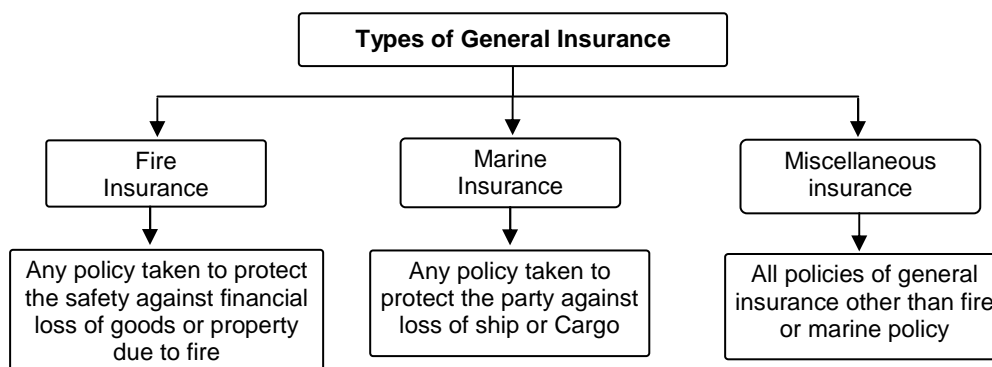 Types of General Insurance
Fire
Insurance
Marine
Insurance
Miscellaneous
insurance
Any policy taken to protect
the safety against financial
loss of goods or property
due to fire
Any policy taken to
protect the party against
loss of ship or Cargo
All policies of general
insurance other than fire
or marine policy